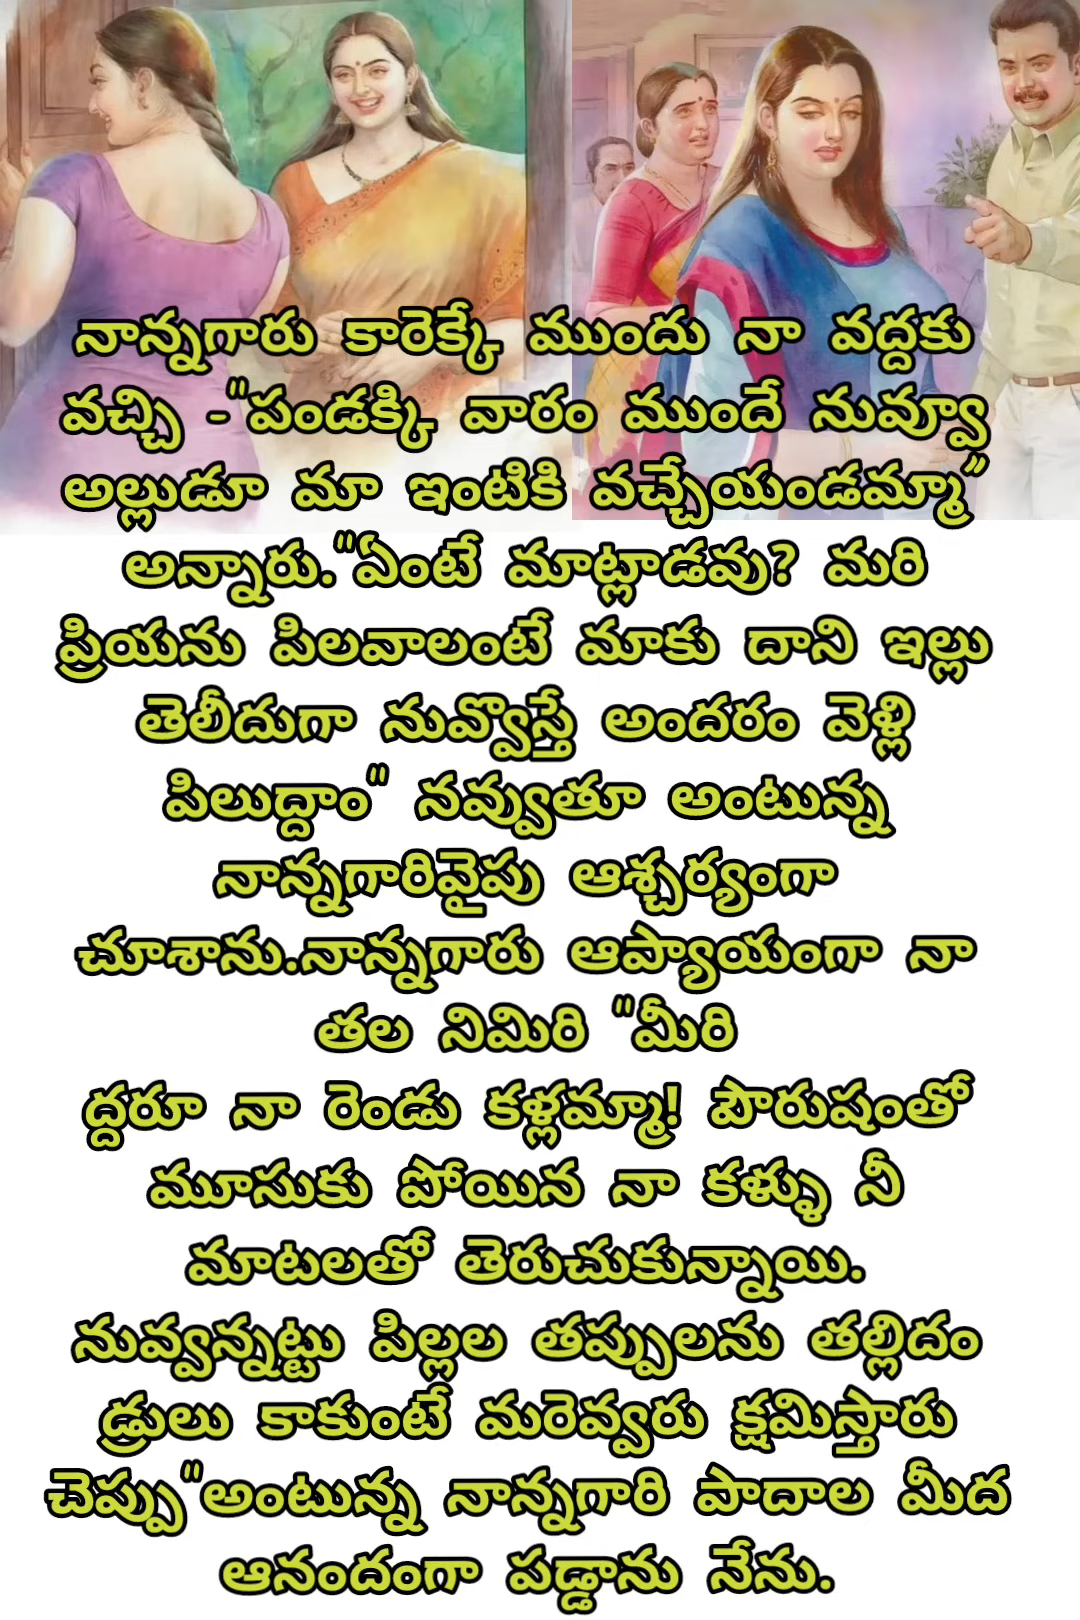 నాన్నగారు కారెక్కే ముందు నా వద్దకు
వచ్చి -"పండక్కి వారం ముందే నువ్వూ
అల్లుడూ మా ఇంటికి వచ్చేయండమ్మా"
అన్నారు."ఏంటే మాట్లాడవు? మరి
ప్రియను పిలవాలంటే మాకు దాని ఇల్లు
తెలీదుగా నువ్వొస్తే అందరం వెళ్లి
పిలుద్దాం" నవ్వుతూ అంటున్న
నాన్నగారివైపు ఆశ్చర్యంగా
చూశాను.నాన్నగారు ఆప్యాయంగా నా
తల నిమిరి "మీరి
ద్దరూ నా రెండు కళ్లమ్మా! పౌరుషంతో
మూసుకు పోయిన నా కళ్ళు నీ
మాటలతో తెరుచుకున్నాయి.
నువ్వన్నట్టు పిల్లల తప్పులను తల్లిదం
డ్రులు కాకుంటే మరెవ్వరు క్షమిస్తారు
చెప్పు"అంటున్న నాన్నగారి పాదాల మీద
ఆనందంగా పడ్డాను నేను.